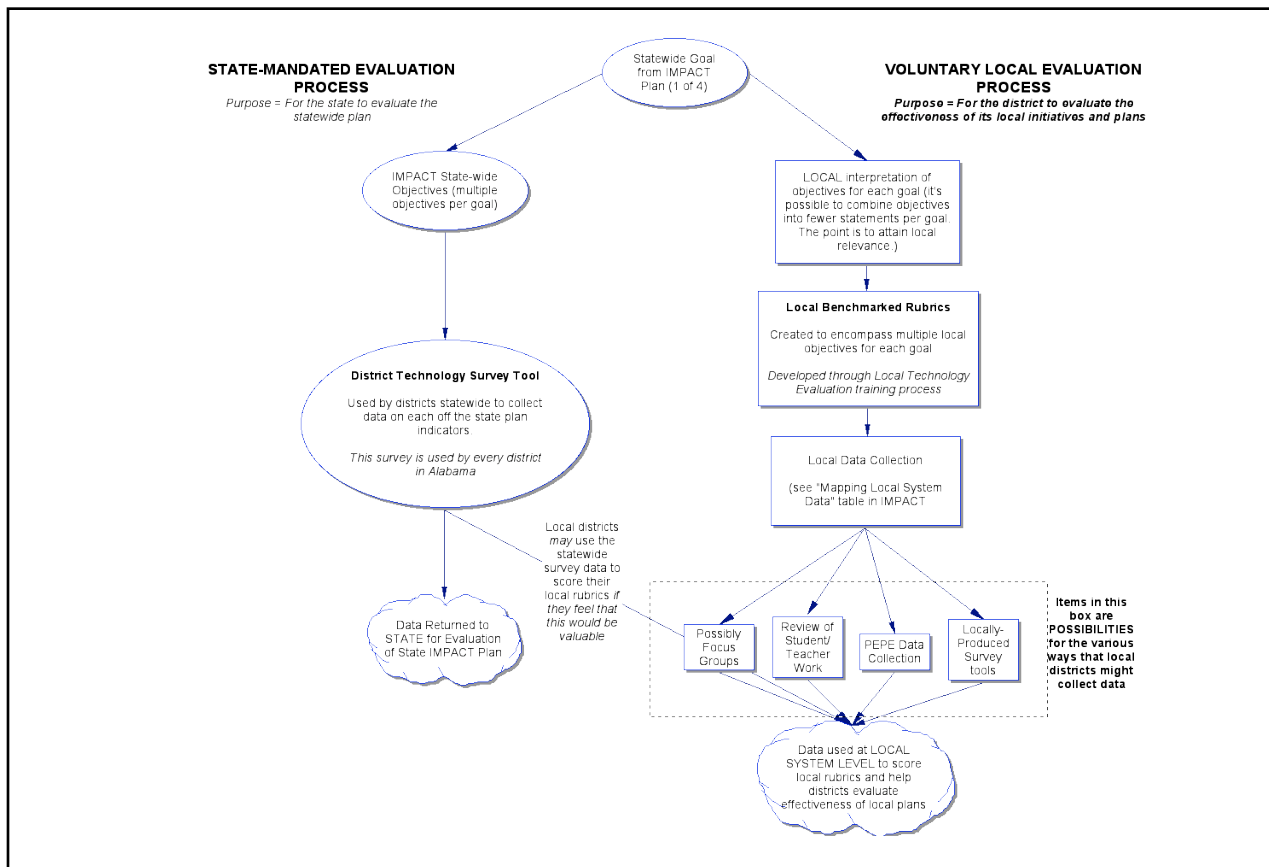 Statewide Goal
from IMPACT
Plan (1 of 4)
STATE-MANDATED EVALUATION
PROCESS
Purpose = For the state to evaluate the
statewide plan
VOLUNTARY LOCAL EVALUATION
PROCESS
Purpose = For the district to evaluate the
effectiveness of its local initiatives and plans
IMPACT State-wide
Objectives (multiple
objectives per goal)
LOCAL interpretation of
objectives for each goal (it's
possible to combine objectives
into fewer statements per goal.
The point is to attain local
relevance.)
Local Benchmarked Rubrics
Created to encompass multiple local
objectives for each goal
Developed through Local Technology
Evaluation training process
District Technology Survey Tool
Used by districts statewide to collect
data on each off the state plan
indicators.
This survey is used by every district
in Alabama
Local Data Collection
(see "Mapping Local System
Data" table in IMPACT
Local districts
may use the
statewide
survey data to
score their
local rubrics if
they feel that
this would be
valuable
Data Returned to
STATE for Evaluation
of State IMPACT Plan
Possibly
Focus
Groups
Review of
Student/
Teacher
Work
PEPE Data
Collection
Locally-
Produced
Survey
tools
Items in this
box are
POSSIBILITIES
for the various
ways that local
districts might
collect data
Data used at LOCAL
SYSTEM LEVEL to score
local rubrics and help
districts evaluate
effectiveness of local plans